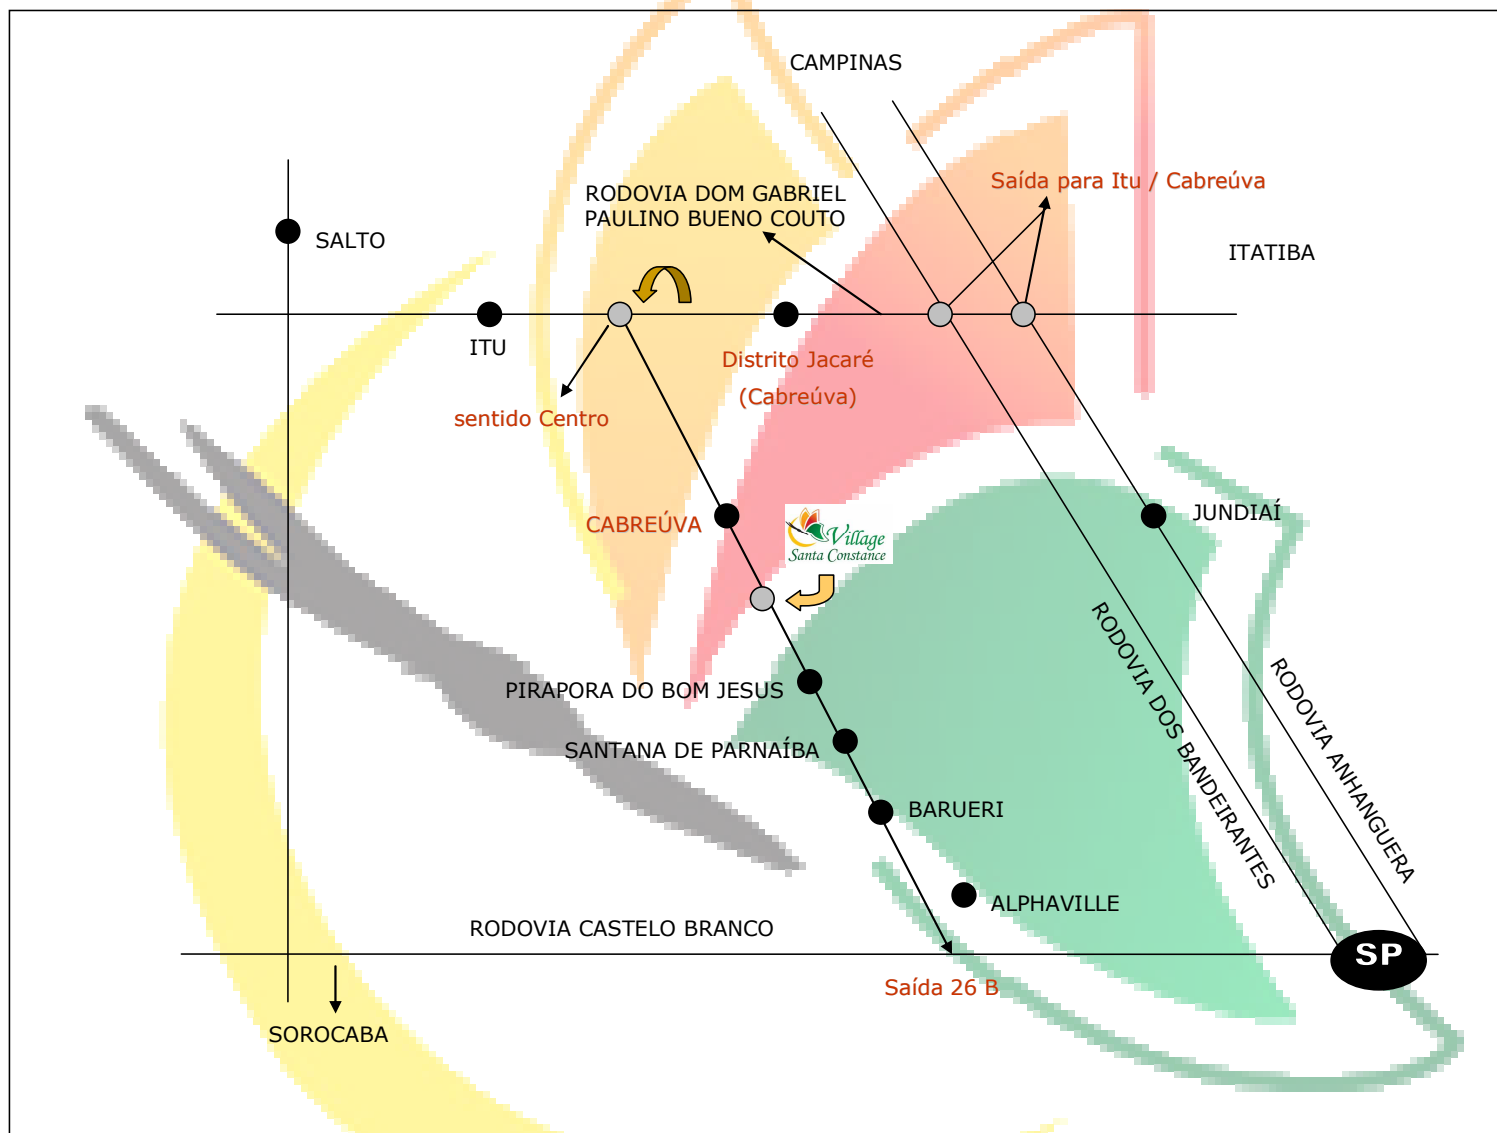 CAMPINAS
Saída para Itu / Cabreúva
RODOVIA DOM GABRIEL
PAULINO BUENO COUTO
SALTO
ITATIBA
ITU
Distrito Jacaré
(Cabreúva)
sentido Centro
CABREÚVA
Village
Santa Constance
JUNDIAÍ
RODOVIA DOS BANDEIRANTES
RODOVIA ANHANGUERA
PIRAPORA DO BOM JESUS
SANTANA DE PARNAÍBA
BARUERI
ALPHAVILLE
RODOVIA CASTELO BRANCO
SP
Saída 26 B
SOROCABA